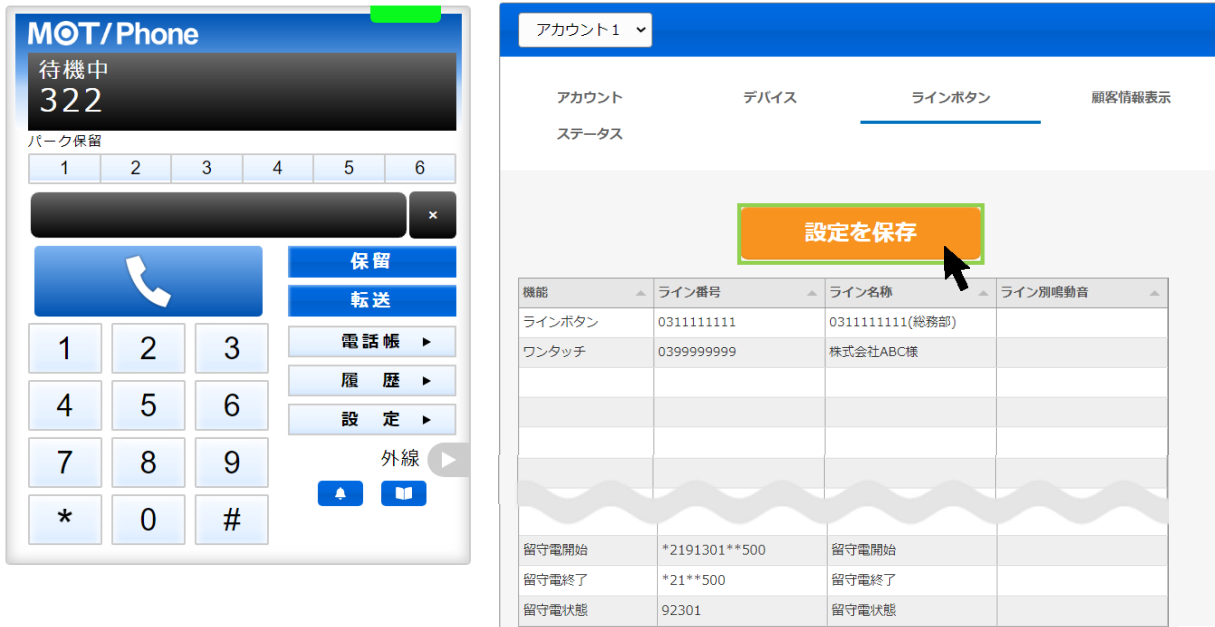 MOT/Phone
待機中
322
パーク保留
1 2 3 4 5 6
×
保留
転送
1 2 3
電話帳
4 5 6
履 歴
設 定
7 8 9
外線
* 0 #
アカウント1
アカウント デバイス ラインボタン 顧客情報表示
ステータス
設定を保存
機能 ライン番号 ライン名称 ライン別鳴動音
ラインボタン 0311111111 0311111111(総務部)
ワンタッチ 0399999999 株式会社ABC様
留守電開始 *2191301**500 留守電開始
留守電終了 *21**500 留守電終了
留守電状態 92301 留守電状態